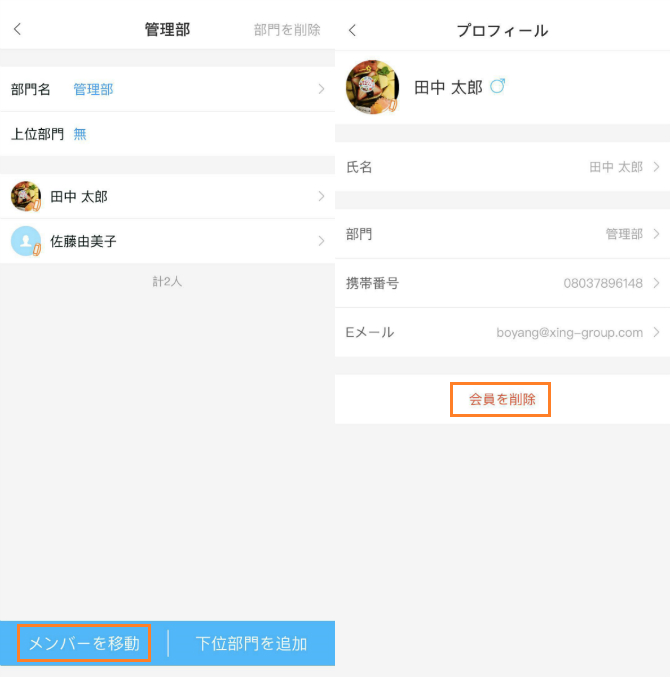 管理部 部門を削除
部門名 管理部
上位部門 無
田中 太郎
佐藤由美子
計2人
メンバーを移動 下位部門を追加
プロフィール
田中 太郎
氏名 田中 太郎
部門 管理部
携帯番号 08037896148
Eメール boyang@xing-group.com
会員を削除